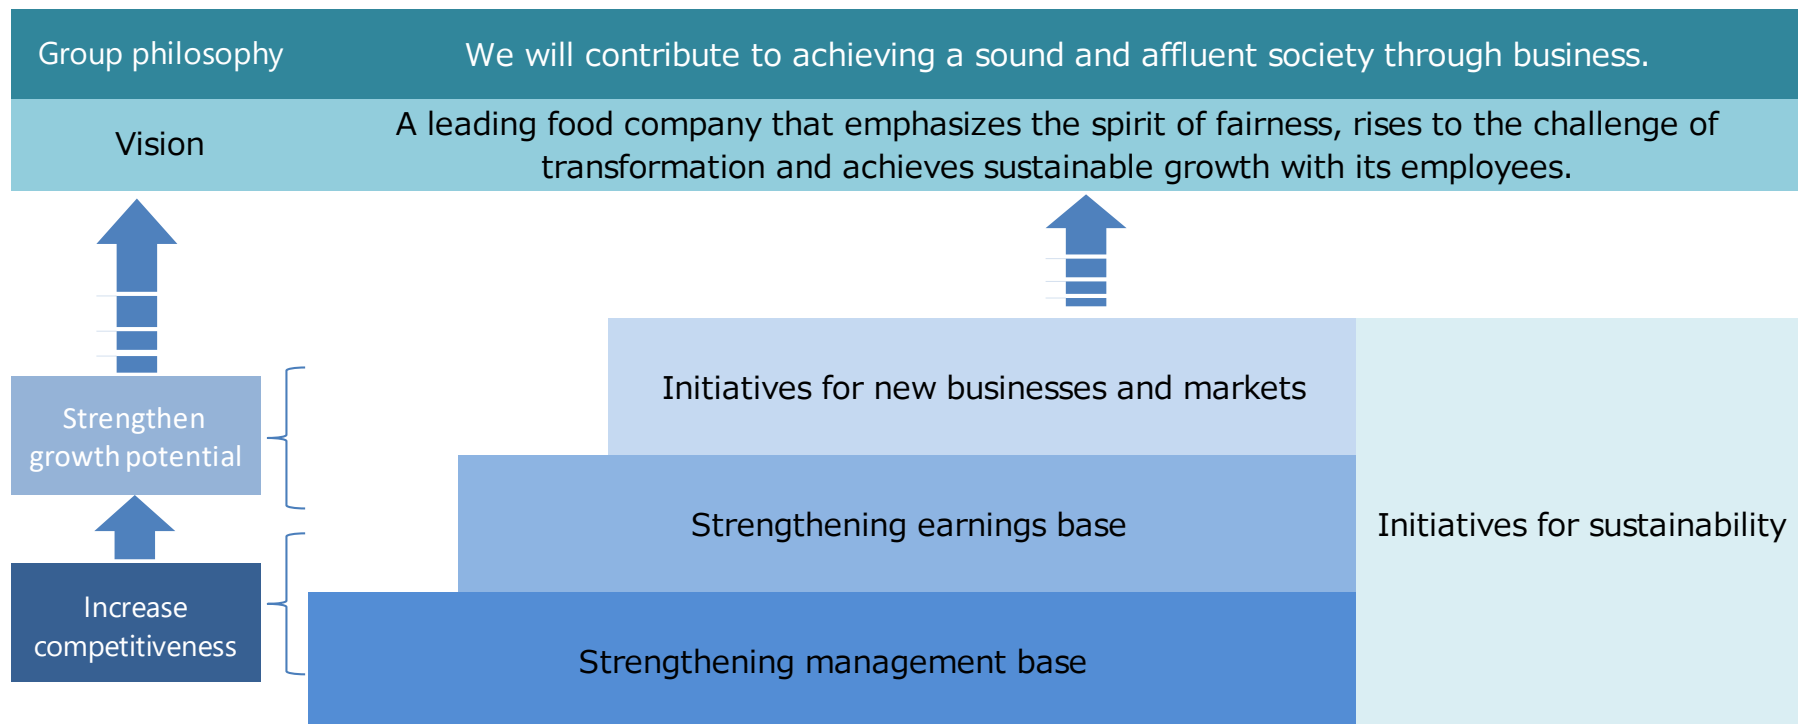 Group philosophy
We will contribute to achieving a sound and affluent society through business.
Vision
A leading food company that emphasizes the spirit of fairness, rises to the challenge of
transformation and achieves sustainable growth with its employees.
Strengthen
growth potential
Increase
competitiveness
Initiatives for new businesses and markets
Strengthening earnings base
Strengthening management base
Initiatives for sustainability